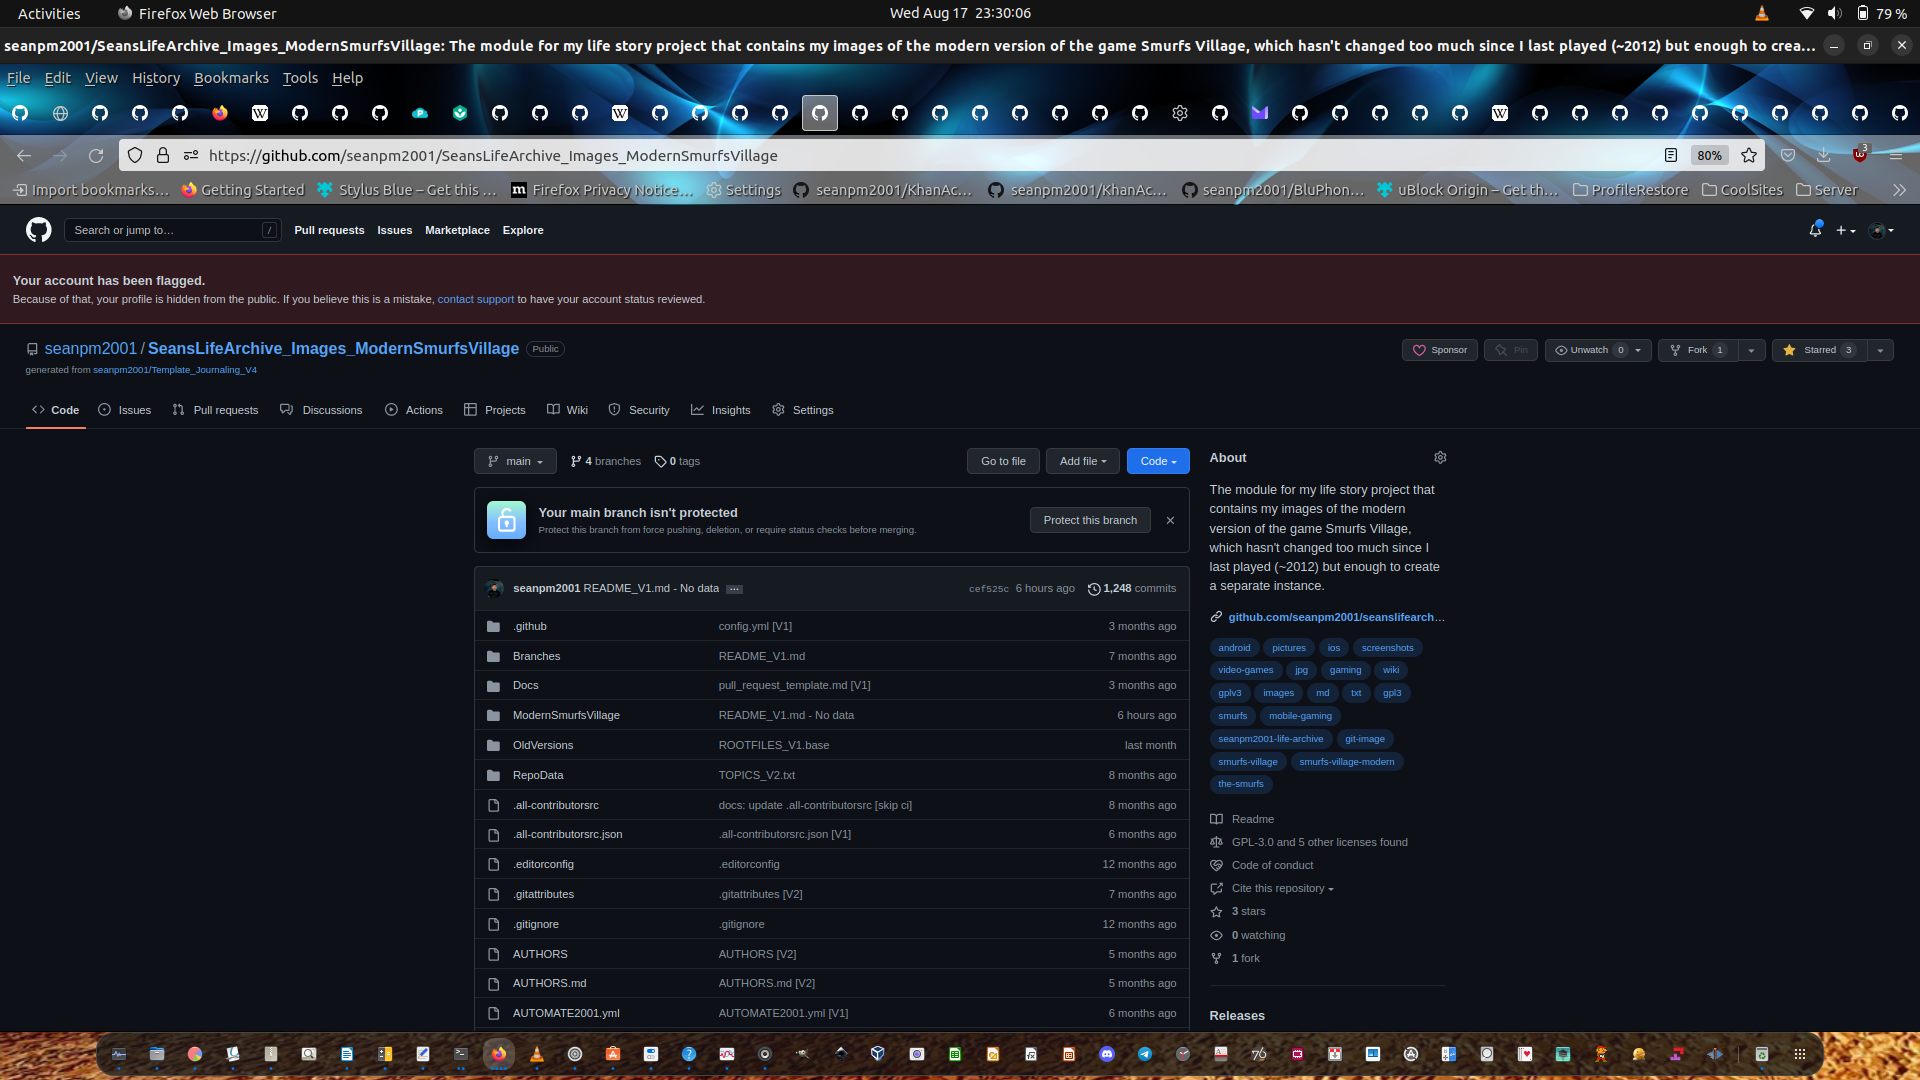 Activities Firefox Web Browser Wed Aug 17 23:30:06 79 %
seanpm2001/SeansLifeArchive_Images_ModernSmurfsVillage: The module for my life story project that contains my images of the modern version of the game Smurfs Village, which hasn't changed too much since I last played (~2012) but enough to crea...
File Edit View History Bookmarks Tools Help
https://github.com/seanpm2001/SeansLifeArchive_Images_ModernSmurfsVillage 80% 3
Import bookmarks... Getting Started Stylus Blue – Get this ... Firefox Privacy Notice... Settings seanpm2001/KhanAc... seanpm2001/KhanAc... seanpm2001/BluPhon... uBlock Origin – Get th... ProfileRestore CoolSites Server
Search or jump to... / Pull requests Issues Marketplace Explore
Your account has been flagged.
Because of that, your profile is hidden from the public. If you believe this is a mistake, contact support to have your account status reviewed.
seanpm2001 / SeansLifeArchive_Images_ModernSmurfsVillage Public Sponsor Pin Unwatch 0 Fork 1 Starred 3
generated from seanpm2001/Template_Journaling_V4
Code Issues Pull requests Discussions Actions Projects Wiki Security Insights Settings
main 4 branches 0 tags Go to file Add file Code
Your main branch isn't protected
Protect this branch from force pushing, deletion, or require status checks before merging.
Protect this branch
seanpm2001 README_V1.md - No data ... cef525c 6 hours ago 1,248 commits
.github config.yml [V1] 3 months ago
Branches README_V1.md 7 months ago
Docs pull_request_template.md [V1] 3 months ago
ModernSmurfsVillage README_V1.md - No data 6 hours ago
OldVersions ROOTFILES_V1.base last month
RepoData TOPICS_V2.txt 8 months ago
.all-contributorsrc docs: update .all-contributorsrc [skip ci] 8 months ago
.all-contributorsrc.json .all-contributorsrc.json [V1] 6 months ago
.editorconfig .editorconfig 12 months ago
.gitattributes .gitattributes [V2] 7 months ago
.gitignore .gitignore 12 months ago
AUTHORS AUTHORS [V2] 5 months ago
AUTHORS.md AUTHORS.md [V2] 5 months ago
AUTOMATE2001.yml AUTOMATE2001.yml [V1] 6 months ago
About
The module for my life story project that
contains my images of the modern
version of the game Smurfs Village,
which hasn't changed too much since I
last played (~2012) but enough to create
a separate instance.
github.com/seanpm2001/seanslifearch...
android pictures ios screenshots
video-games jpg gaming wiki
gplv3 images md txt gpl3
smurfs mobile-gaming
seanpm2001-life-archive git-image
smurfs-village smurfs-village-modern
the-smurfs
Readme
GPL-3.0 and 5 other licenses found
Code of conduct
Cite this repository
3 stars
0 watching
1 fork
Releases